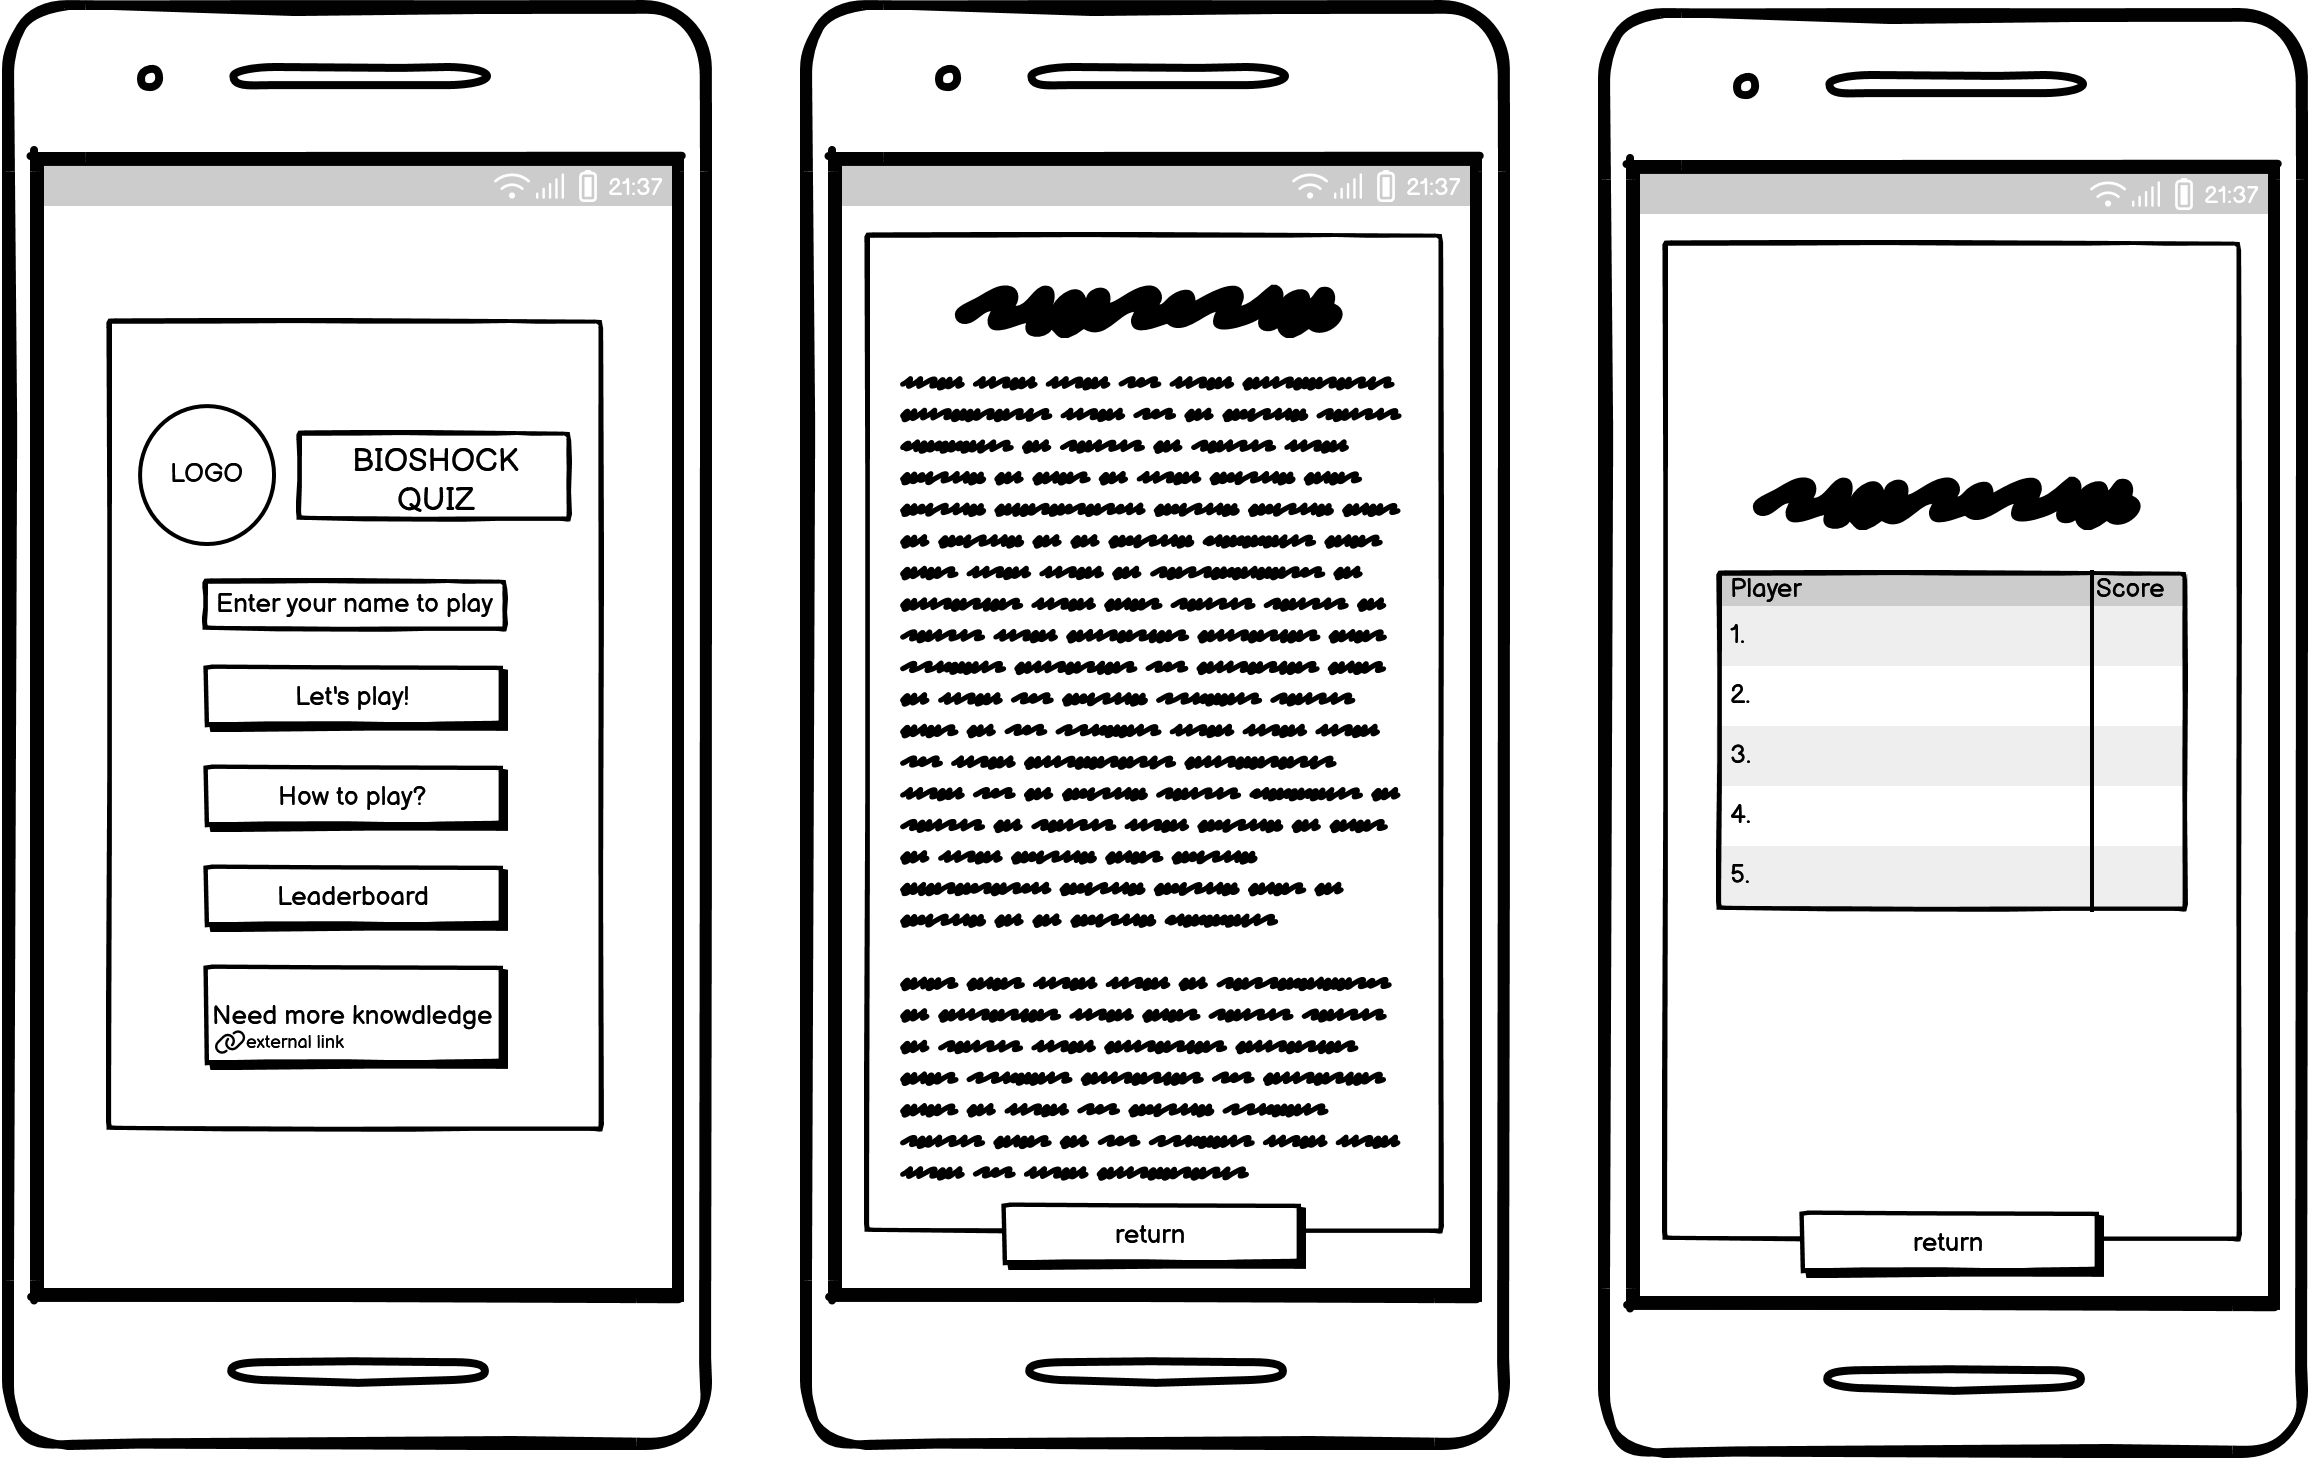 21:37
LOGO
BIOSHOCK
QUIZ
Enter your name to play
Let's play!
How to play?
Leaderboard
Need more knowdledge
external link
21:37
return
21:37
Player Score
1.
2.
3.
4.
5.
return